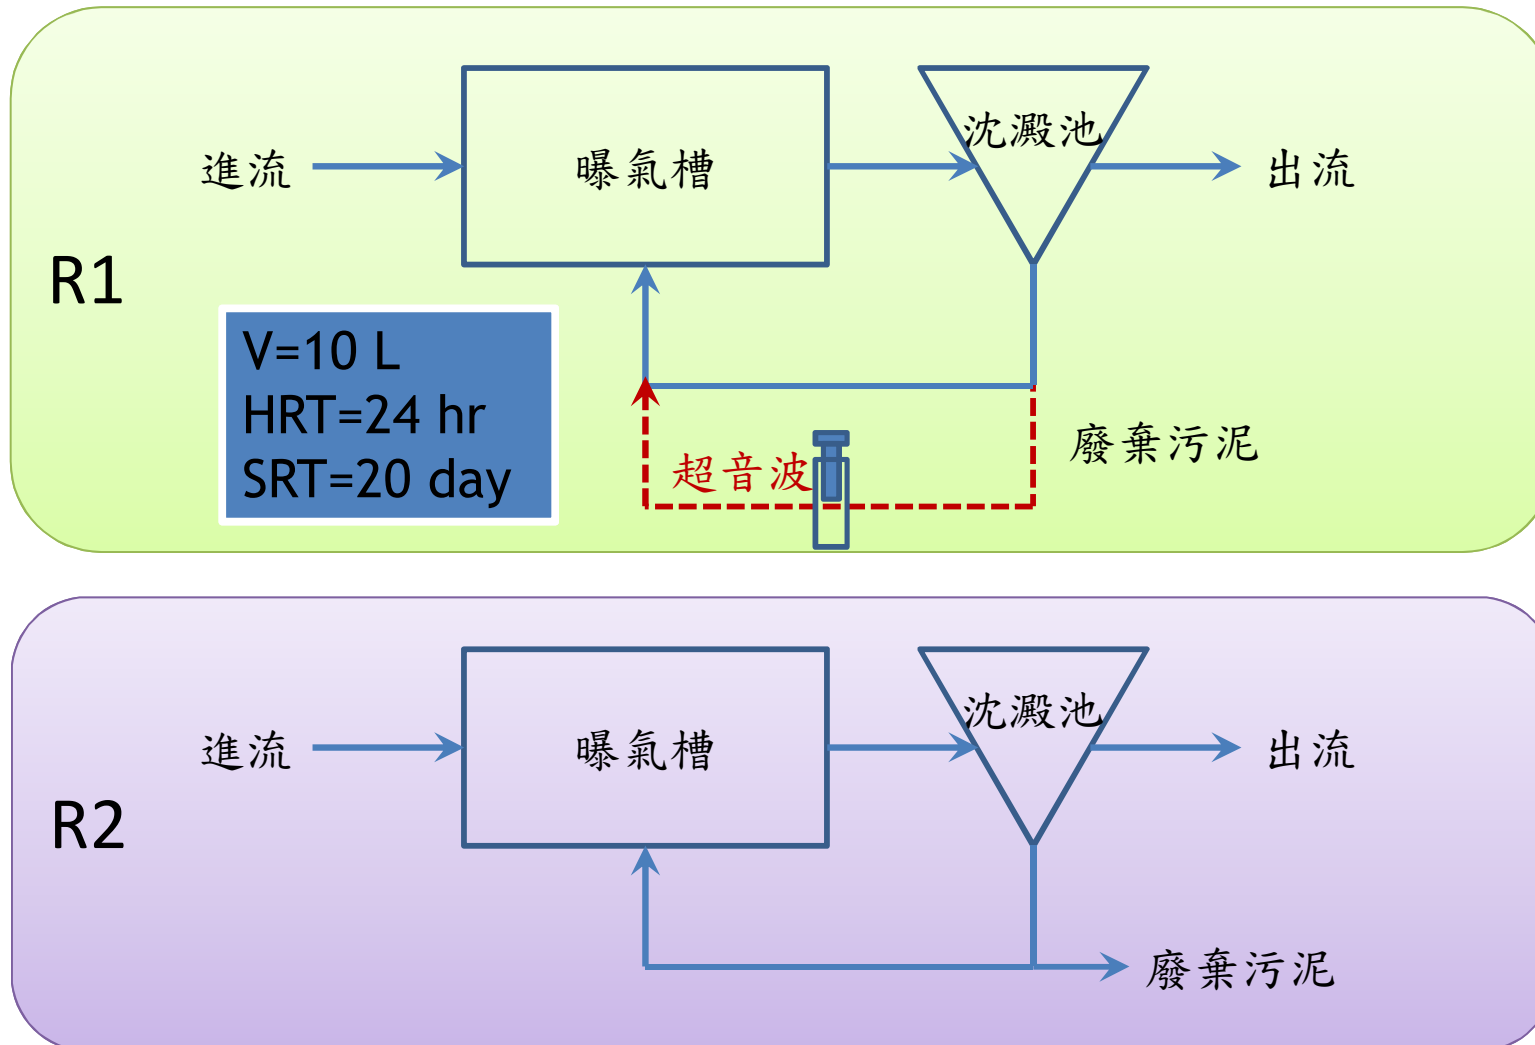 沈澱池
進流
曝氣槽
出流
R1
V=10 L
HRT=24 hr
SRT=20 day
廢棄污泥
超音波
沈澱池
進流
曝氣槽
出流
R2
廢棄污泥